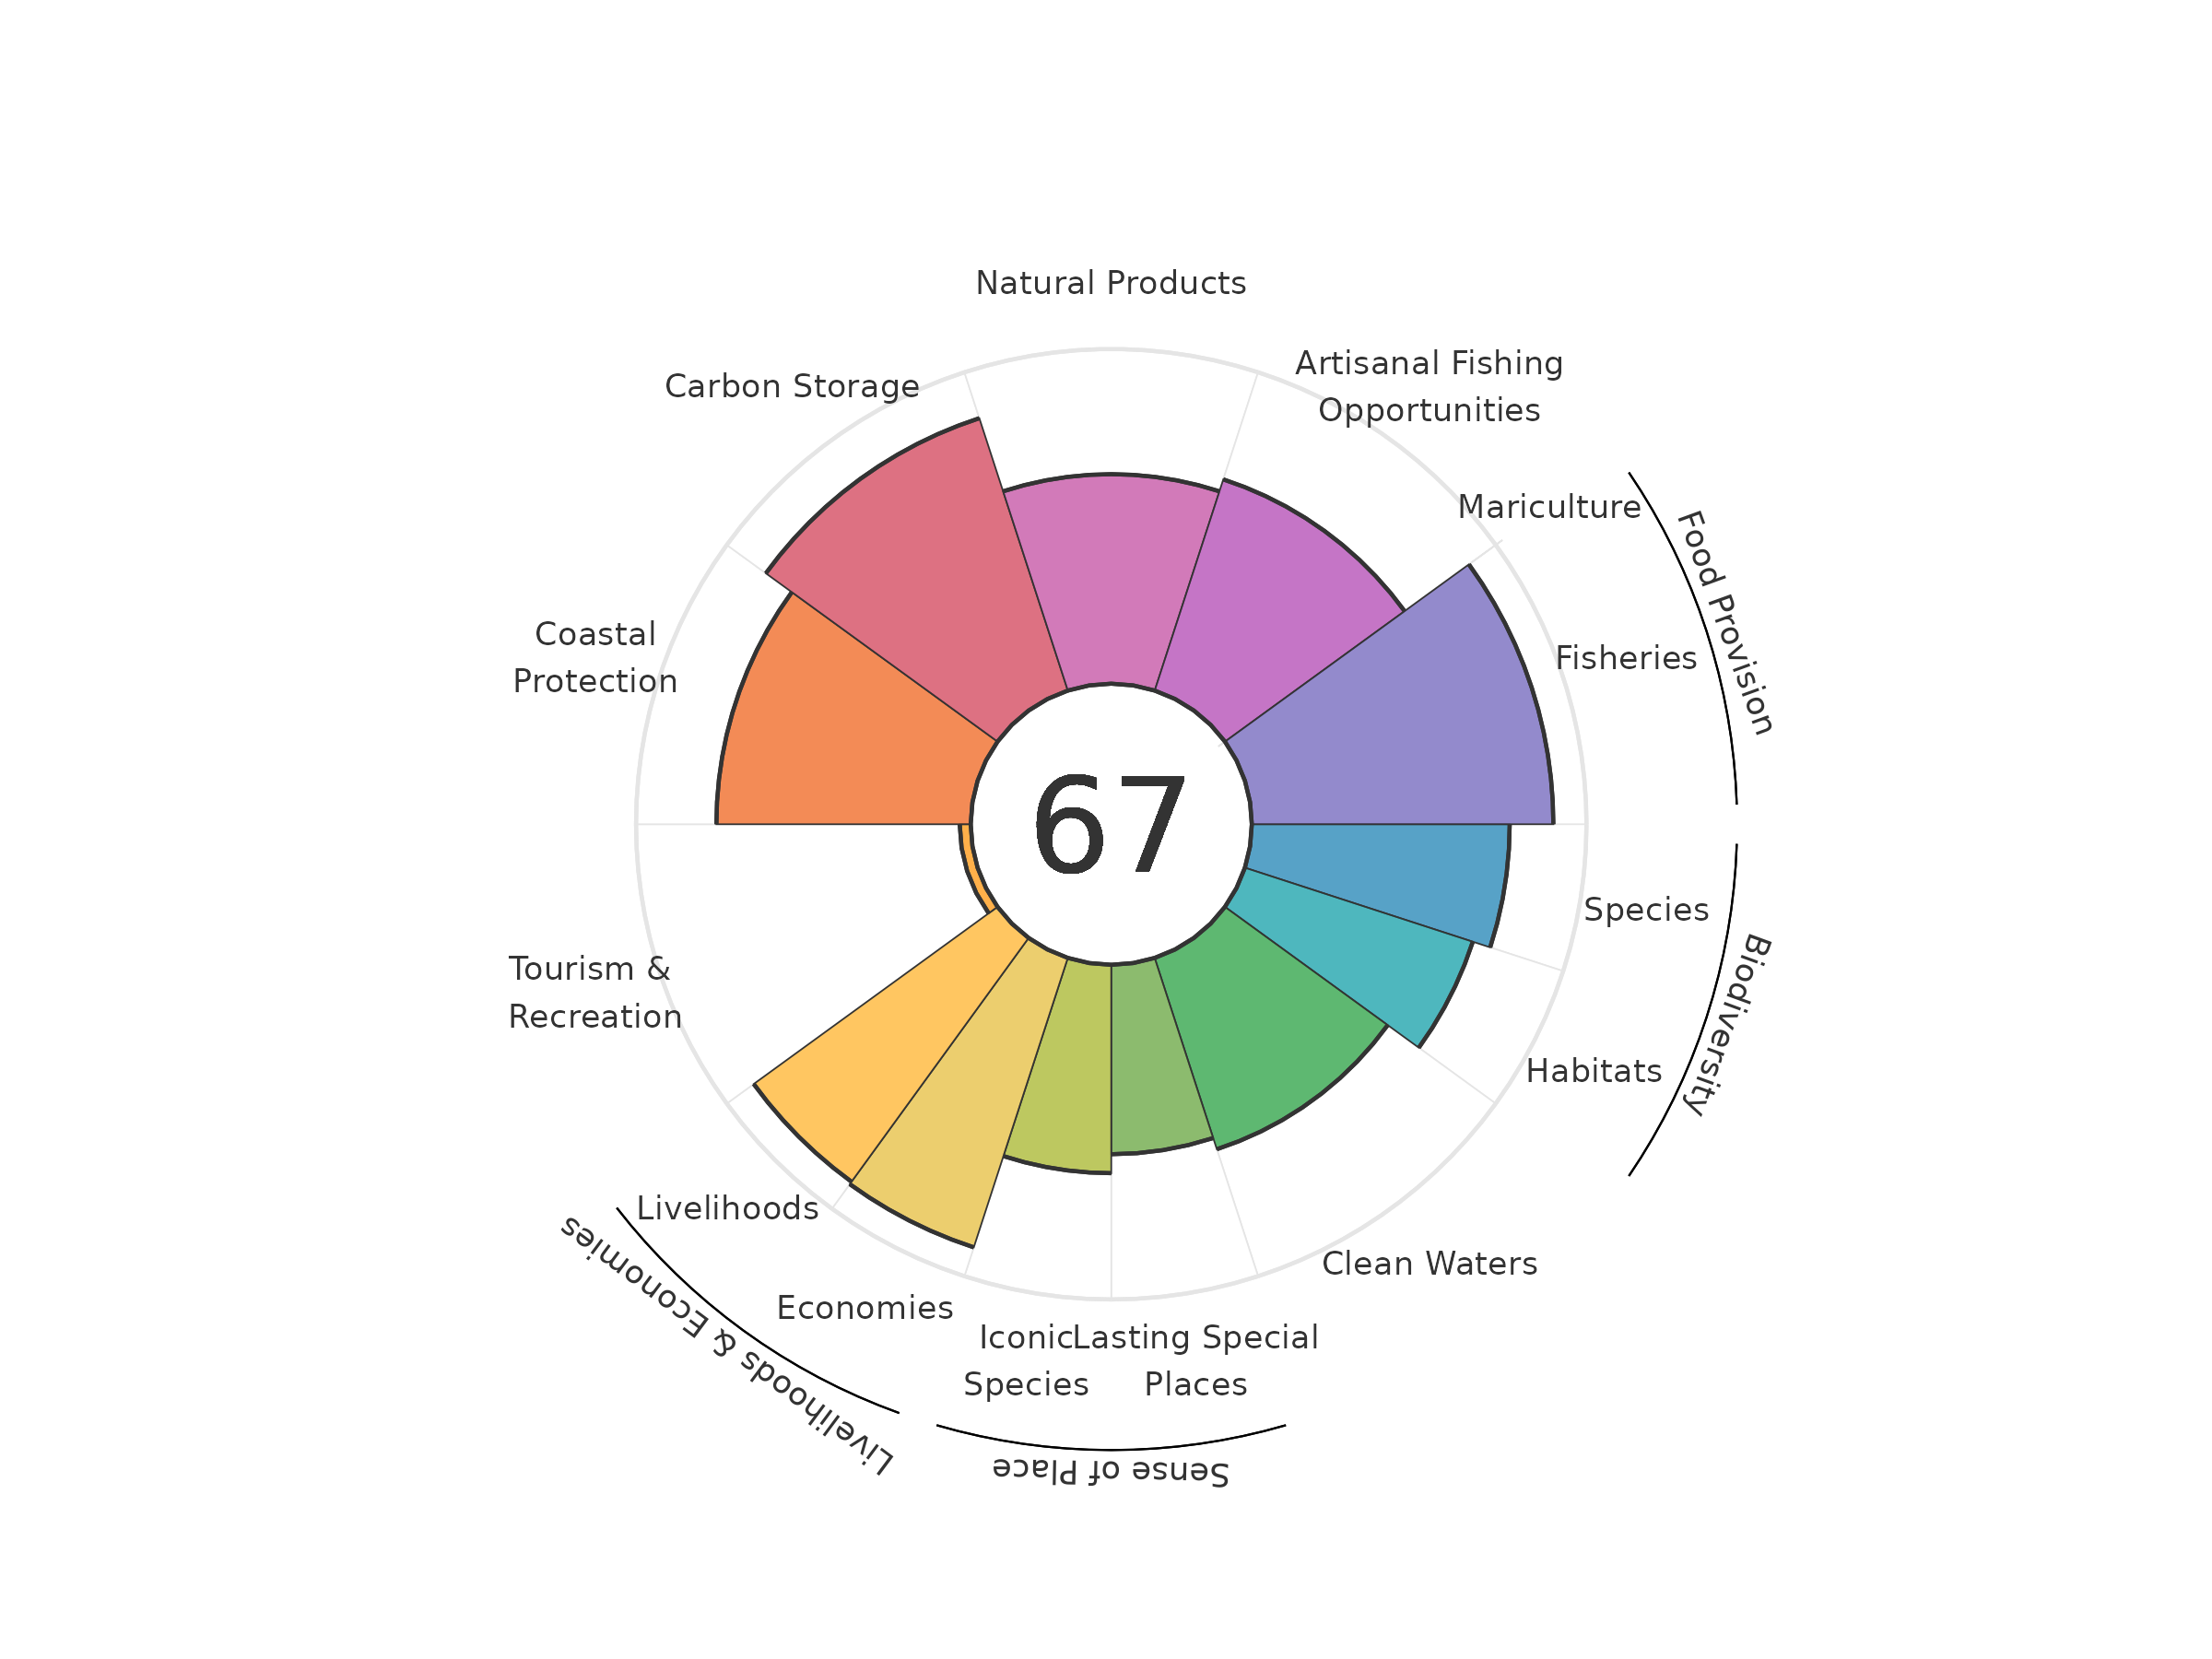 Natural Products
Artisanal Fishing
Opportunities
Carbon Storage
Mariculture
Food Provision
Coastal
Protection
Fisheries
67
Species
Biodiversity
Tourism &
Recreation
Habitats
Livelihoods
Clean Waters
Livelihoods & Economies
Economies
Iconic
Species
Lasting Special
Places
Sense of Place